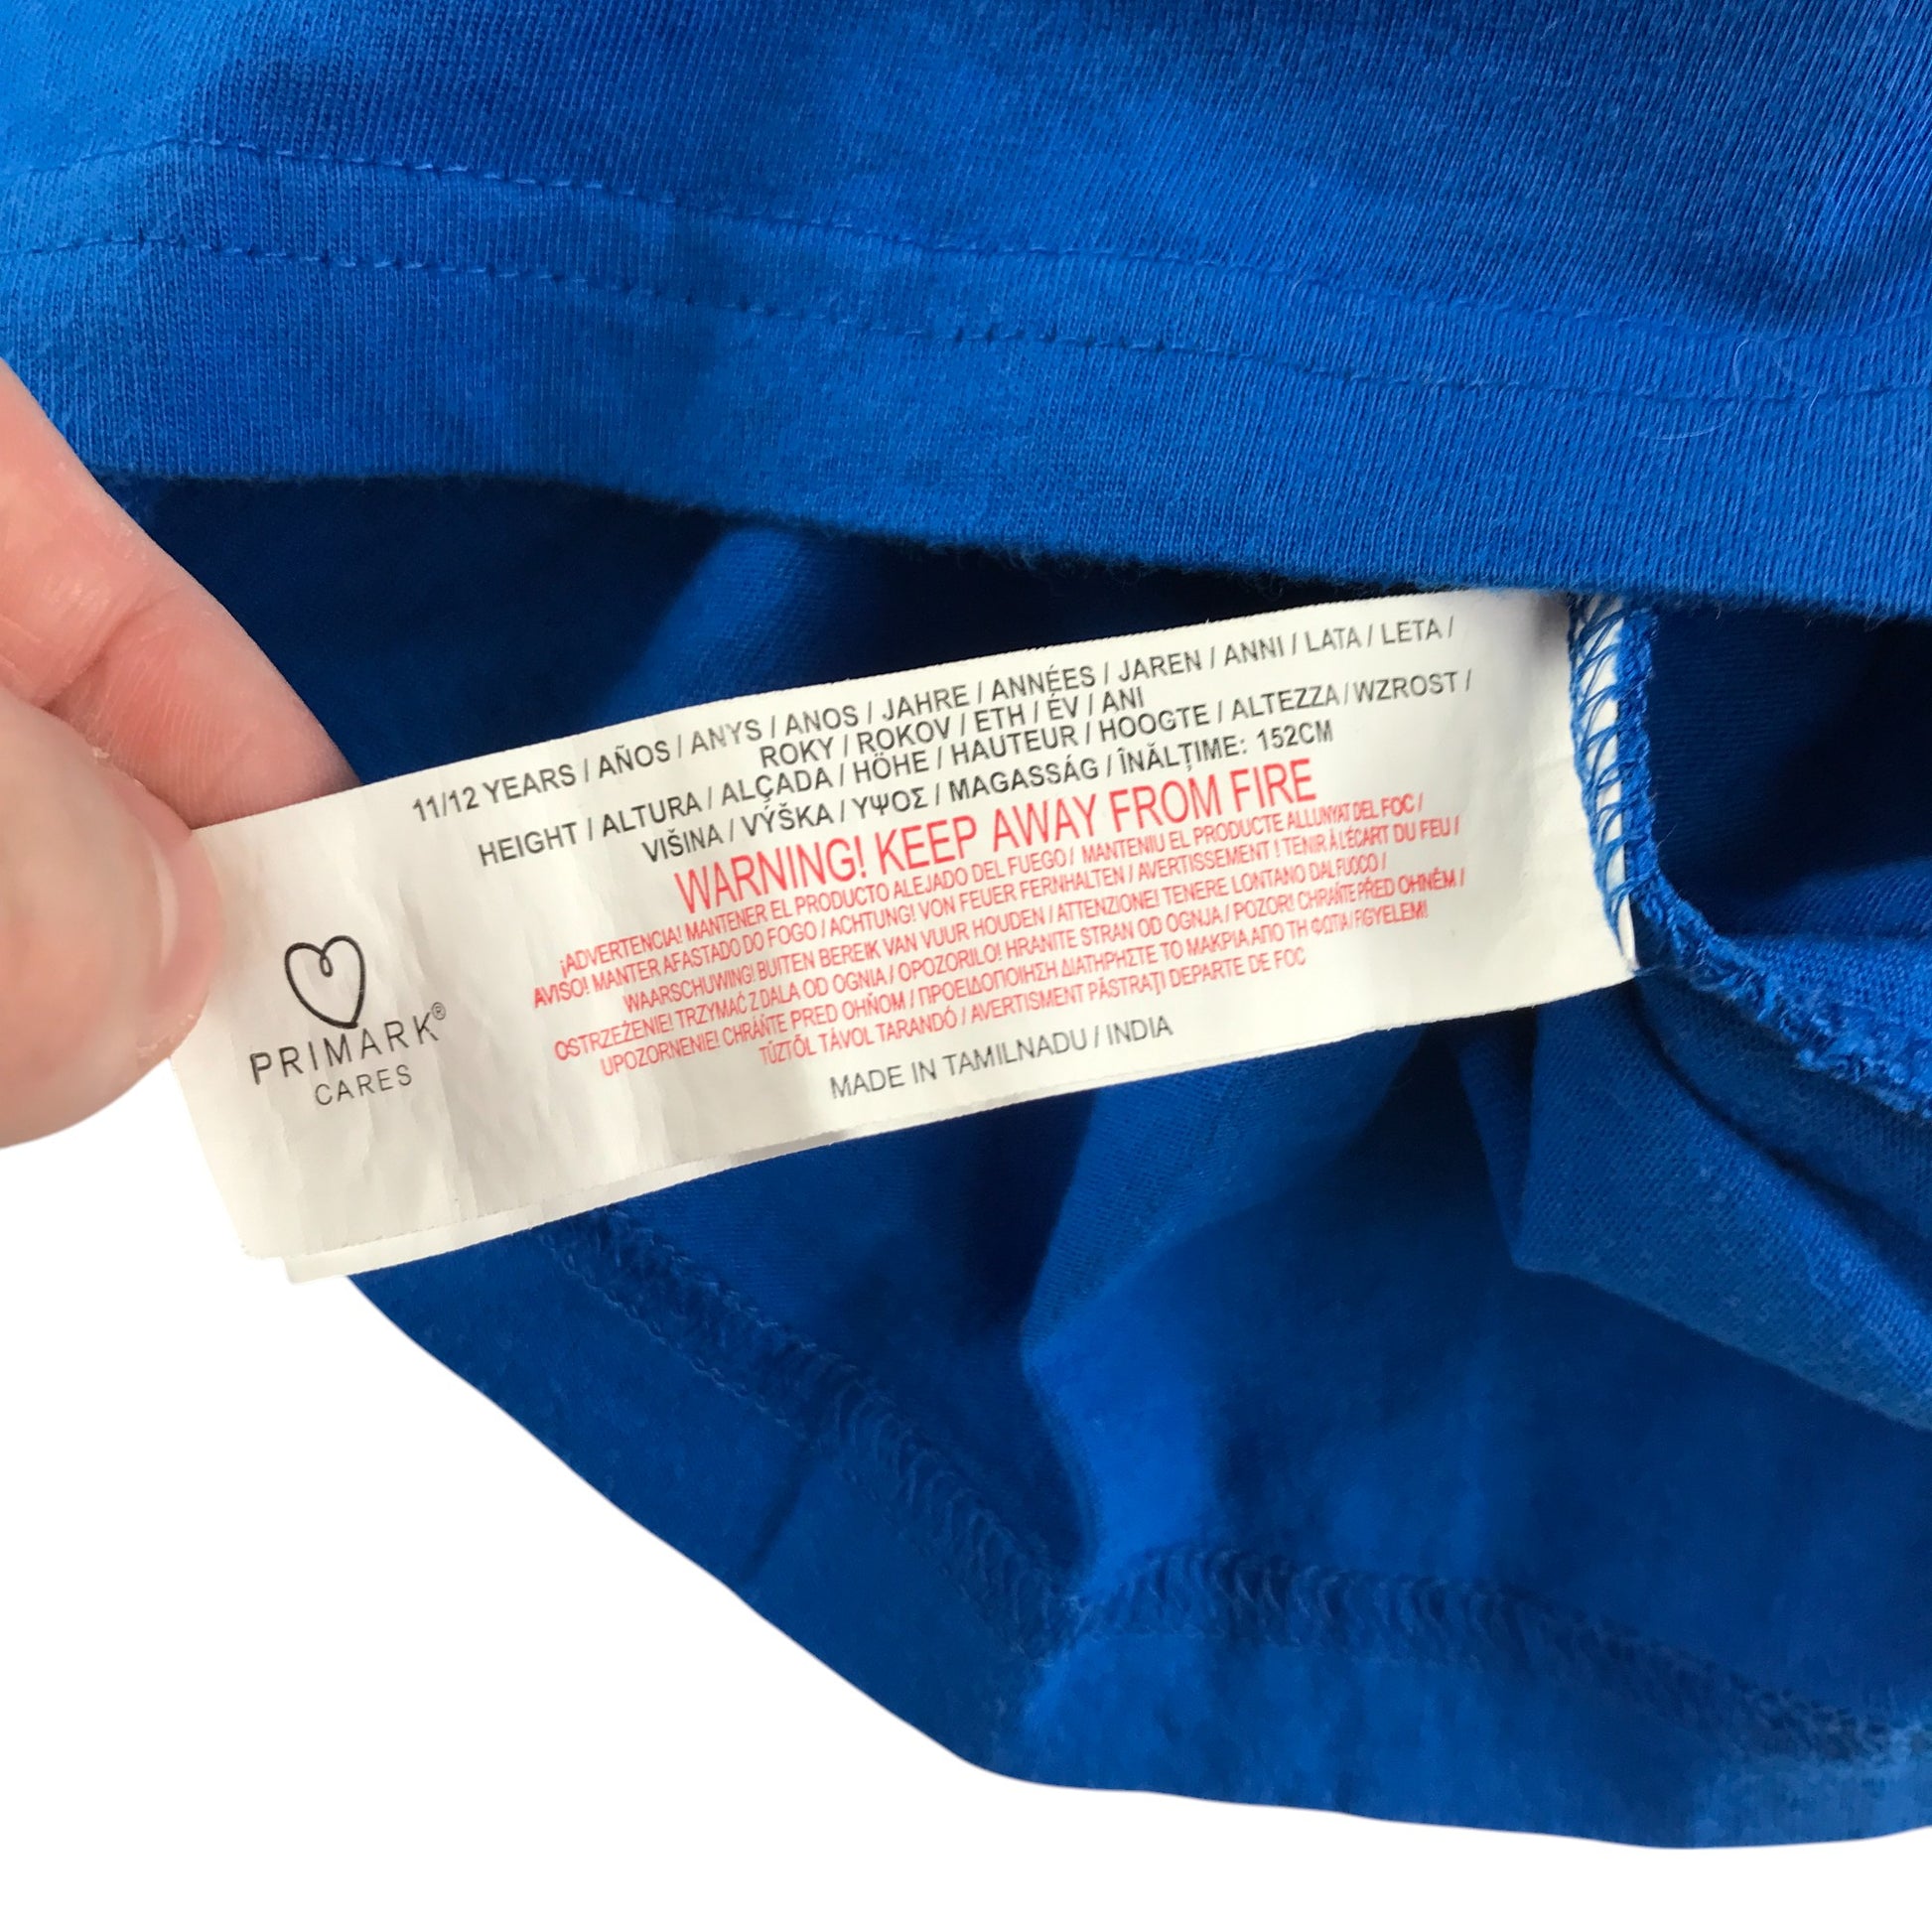 11/12 YEARS / AÑOS / ANYS / ANOS / JAHRE / ANNÉES / JAREN / ANNI / LATA / LETA /
ROKY / ROKOV / ETH / ÉV / ANI
HEIGHT / ALTURA / ALÇADA / HÖHE / HAUTEUR / HOOGTE / ALTEZZA / WZROST /
VIŠINA / VÝŠKA / ΥΨΟΣ / MAGASSÁG / ÎNĂLȚIME: 152CM
WARNING! KEEP AWAY FROM FIRE
¡ADVERTENCIA! MANTENER EL PRODUCTO ALEJADO DEL FUEGO / MANTENIU EL PRODUCTE ALLUNYAT DEL FOC /
AVISO! MANTER AFASTADO DO FOGO / ACHTUNG! VON FEUER FERNHALTEN / AVERTISSEMENT ! TENIR À L'ÉCART DU FEU /
WAARSCHUWING! BUITEN BEREIK VAN VUUR HOUDEN / ATTENZIONE! TENERE LONTANO DAL FUOCO /
OSTRZEŻENIE! TRZYMAĆ Z DALA OD OGNIA / OPOZORILO! HRANITE STRAN OD OGNJA / POZOR! CHRAŇTE PŘED OHNĚM /
UPOZORNENIE! CHRÁŇTE PRED OHŇOM / ΠΡΟΕΙΔΟΠΟΙΗΣΗ ΔΙΑΤΗΡΗΣΤΕ ΤΟ ΜΑΚΡΙΑ ΑΠΟ ΤΗ ΦΩΤΙΑ / FIGYELEM!
TŰZTŐL TÁVOL TARANDÓ / AVERTISMENT PĂSTRAȚI DEPARTE DE FOC
MADE IN TAMILNADU / INDIA
PRIMARK®
CARES